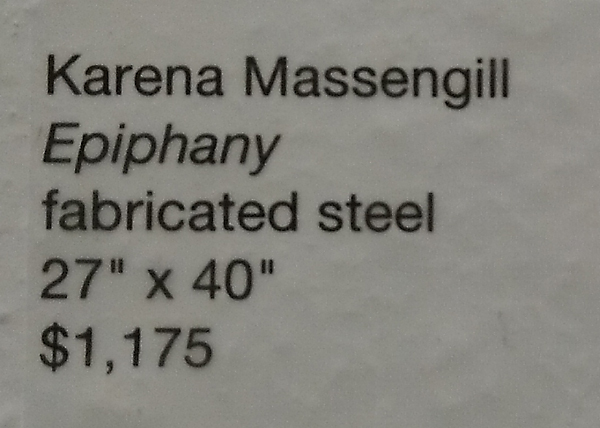 Karena Massengill
Epiphany
fabricated steel
27" x 40"
$1,175